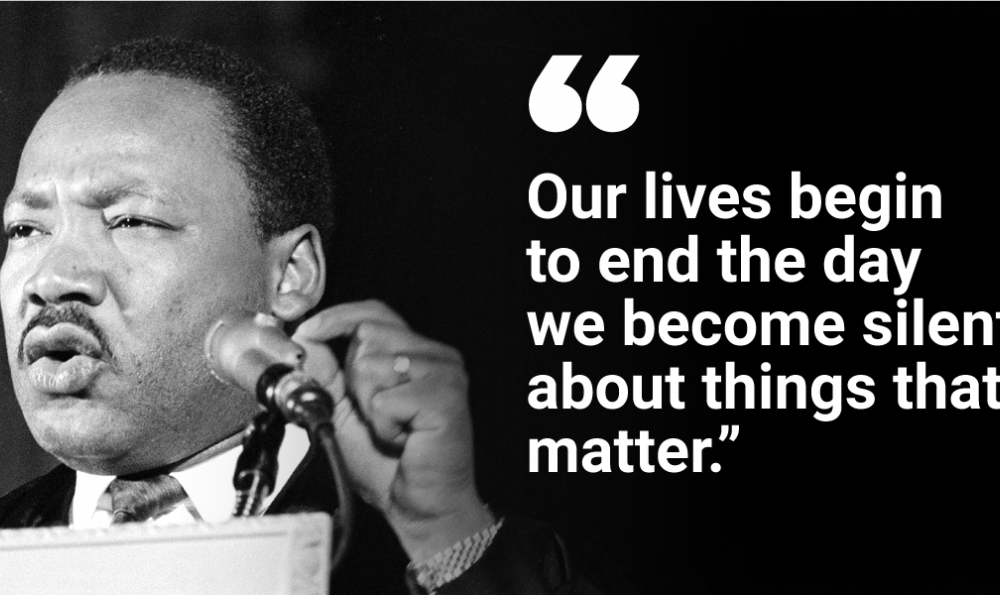 “
Our lives begin
to end the day
we become silent
about things that
matter.”